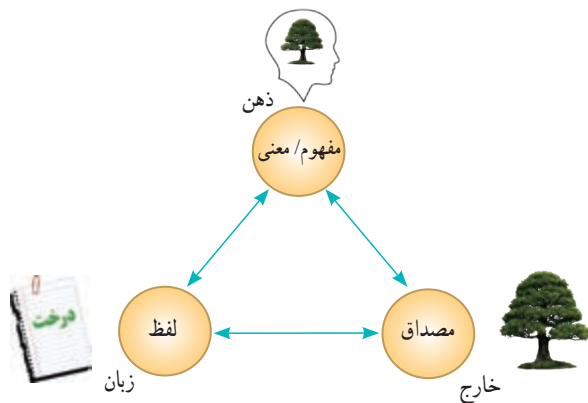 ذهن
مفهوم/ معنی
درخت
لفظ
مصداق
زبان
خارج